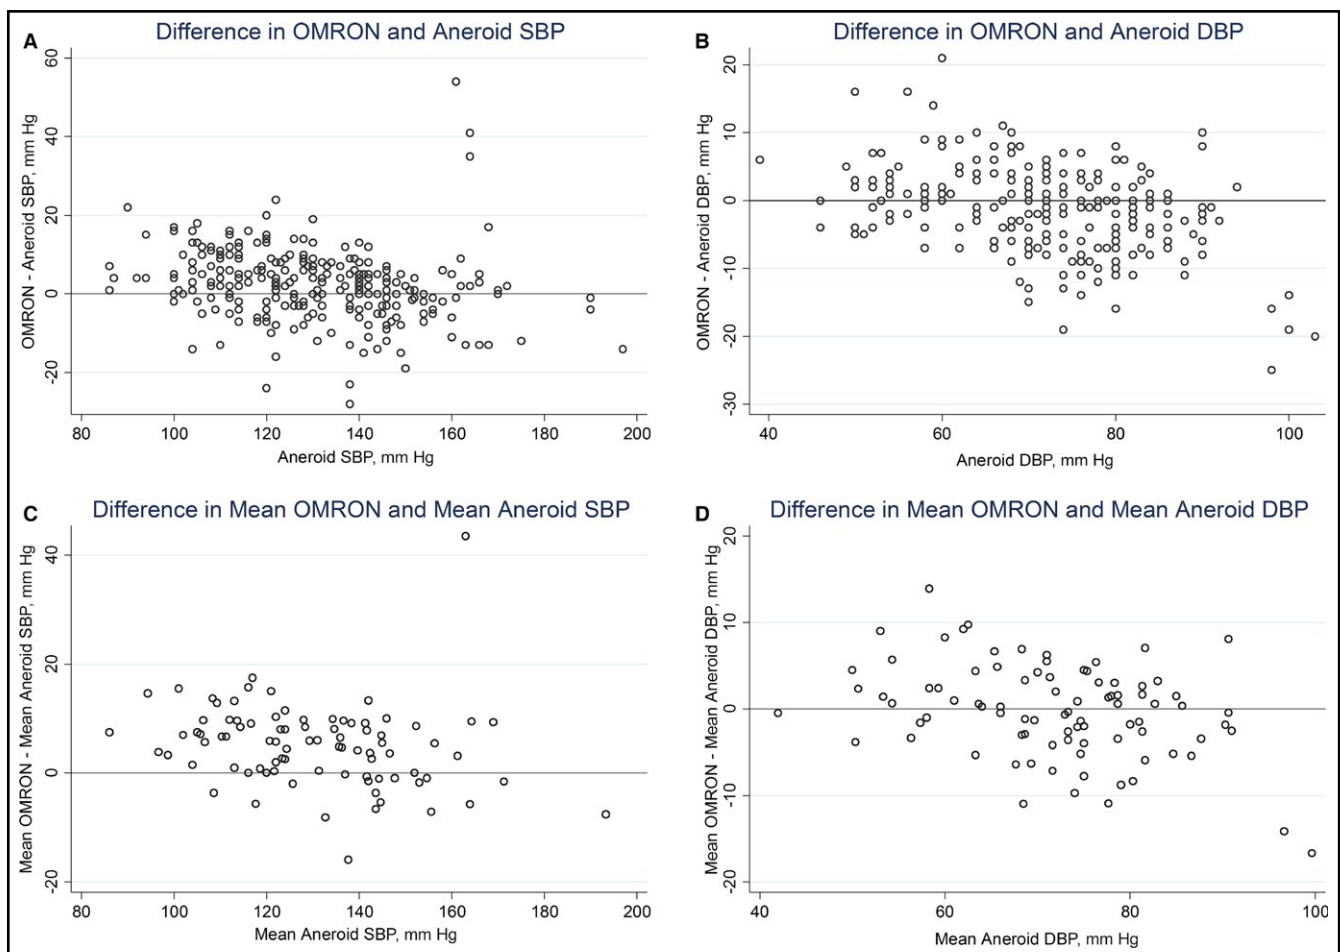 A
Difference in OMRON and Aneroid SBP
OMRON - Aneroid SBP, mm Hg
60
40
20
0
-20
80
100
120
140
160
180
200
Aneroid SBP, mm Hg
B
Difference in OMRON and Aneroid DBP
OMRON - Aneroid DBP, mm Hg
20
10
0
-10
-20
-30
40
60
80
100
Aneroid DBP, mm Hg
C
Difference in Mean OMRON and Mean Aneroid SBP
Mean OMRON - Mean Aneroid SBP, mm Hg
40
20
0
-20
80
100
120
140
160
180
200
Mean Aneroid SBP, mm Hg
D
Difference in Mean OMRON and Mean Aneroid DBP
Mean OMRON - Mean Aneroid DBP, mm Hg
20
10
0
-10
-20
40
60
80
100
Mean Aneroid DBP, mm Hg